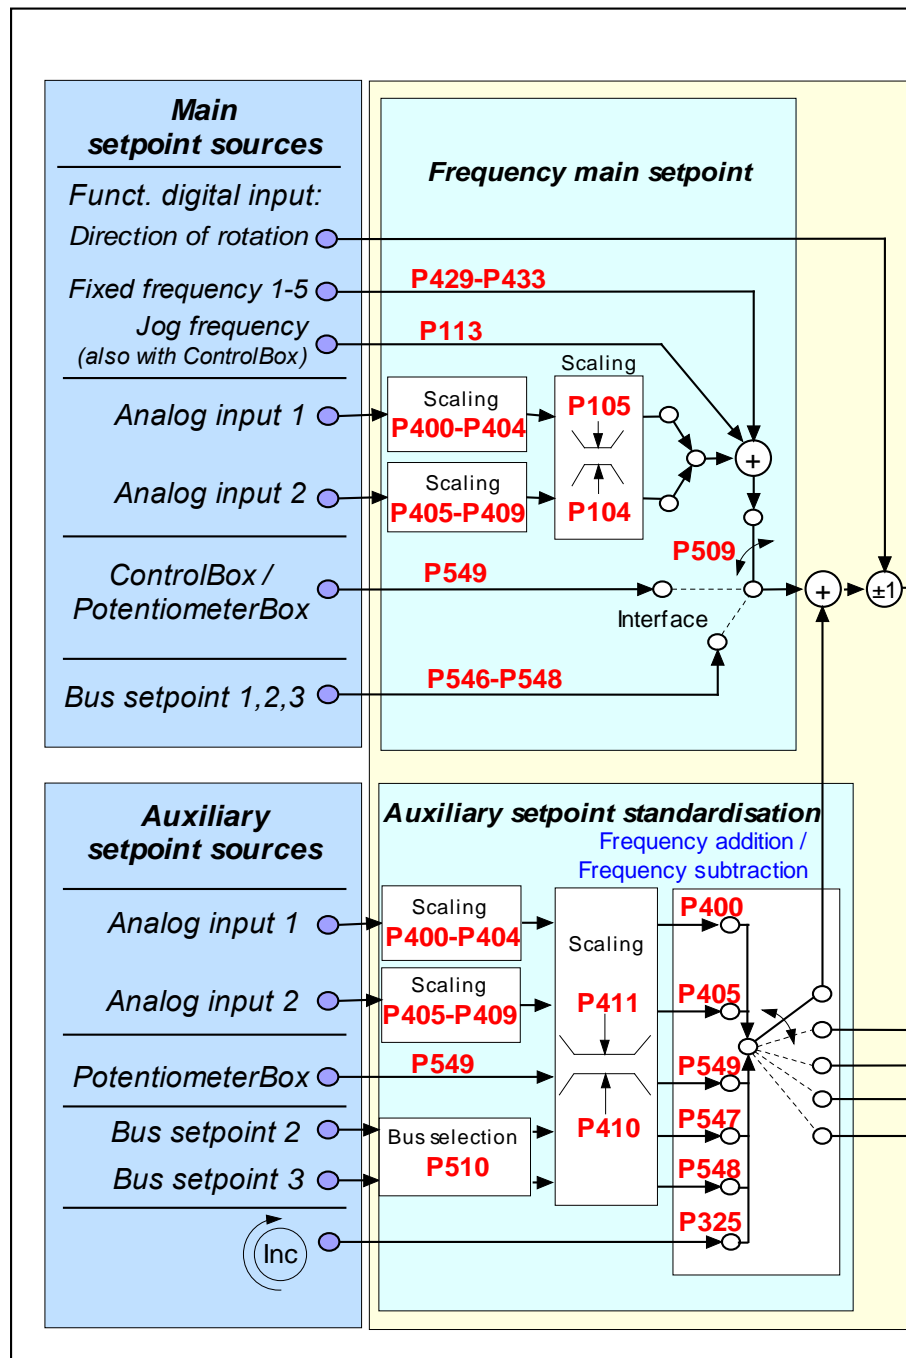 Main
setpoint sources
Funct. digital input:
Direction of rotation
Fixed frequency 1-5
Jog frequency
(also with ControlBox)
Analog input 1
Analog input 2
ControlBox /
PotentiometerBox
Bus setpoint 1,2,3
Frequency main setpoint
P429-P433
P113
Scaling
Scaling
P400-P404
P105
Scaling
P405-P409
P104
+
P509
P549
Interface
+
±1
P546-P548
Auxiliary
setpoint sources
Analog input 1
Analog input 2
PotentiometerBox
Bus setpoint 2
Bus setpoint 3
Inc
Auxiliary setpoint standardisation
Frequency addition /
Frequency subtraction
Scaling
P400-P404
Scaling
P405-P409
P549
Bus selection
P510
Scaling
P411
P410
P400
P405
P549
P547
P548
P325